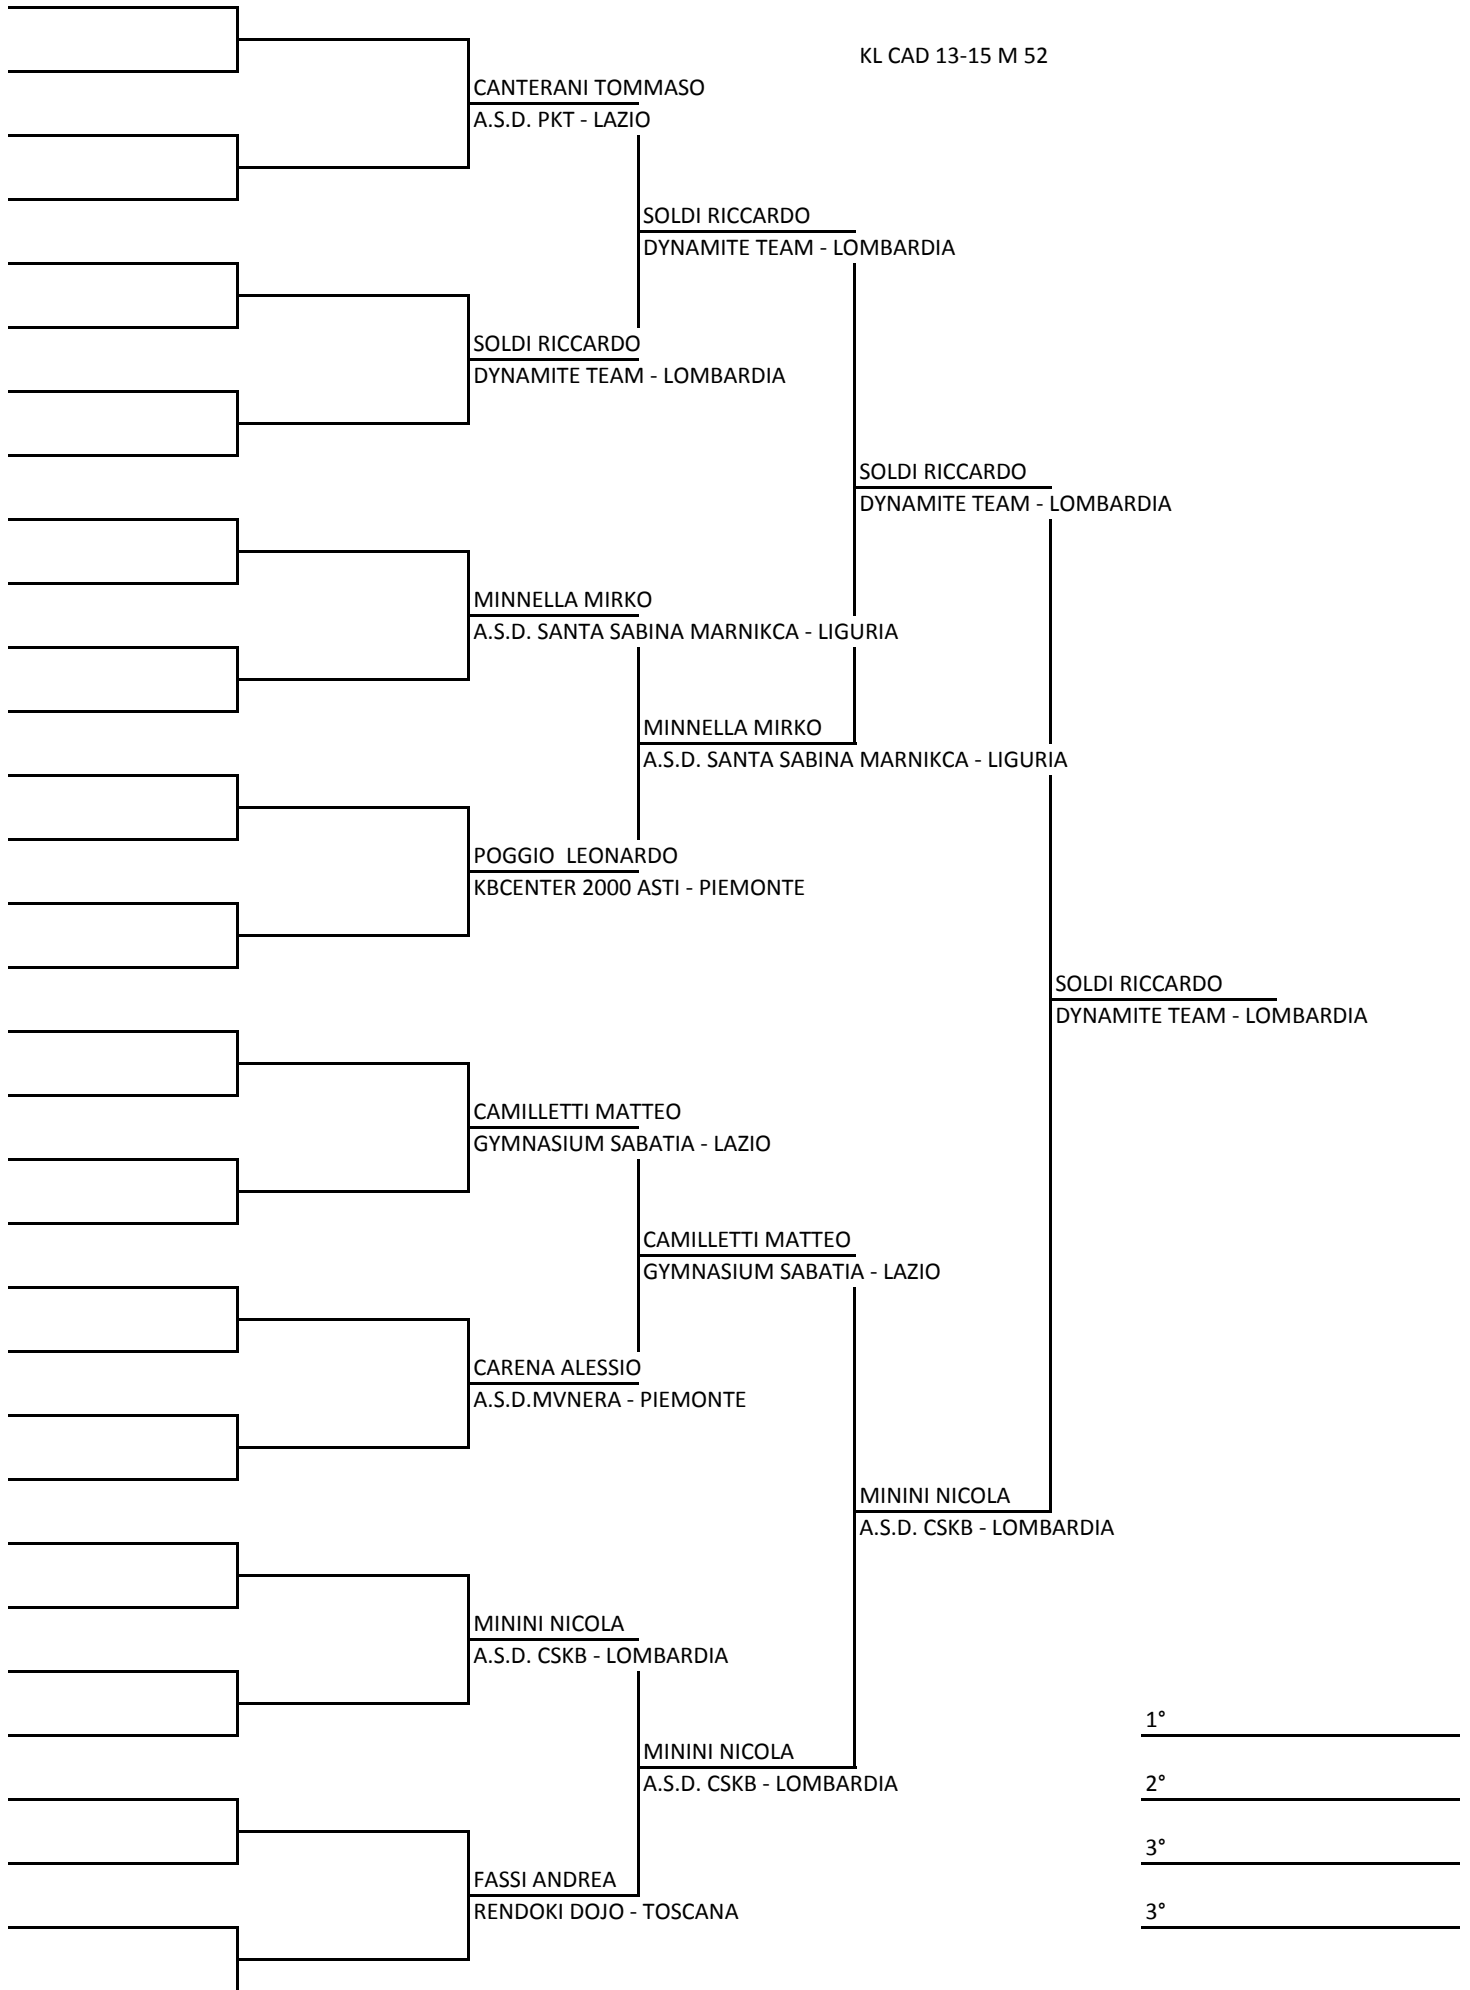 KL CAD 13-15 M 52
CANTERANI TOMMASO
A.S.D. PKT - LAZIO
SOLDI RICCARDO
DYNAMITE TEAM - LOMBARDIA
SOLDI RICCARDO
DYNAMITE TEAM - LOMBARDIA
SOLDI RICCARDO
DYNAMITE TEAM - LOMBARDIA
MINNELLA MIRKO
A.S.D. SANTA SABINA MARNIKCA - LIGURIA
MINNELLA MIRKO
A.S.D. SANTA SABINA MARNIKCA - LIGURIA
POGGIO  LEONARDO
KBCENTER 2000 ASTI - PIEMONTE
SOLDI RICCARDO
DYNAMITE TEAM - LOMBARDIA
CAMILLETTI MATTEO
GYMNASIUM SABATIA - LAZIO
CAMILLETTI MATTEO
GYMNASIUM SABATIA - LAZIO
CARENA ALESSIO
A.S.D.MVNERA - PIEMONTE
MININI NICOLA
A.S.D. CSKB - LOMBARDIA
MININI NICOLA
A.S.D. CSKB - LOMBARDIA
MININI NICOLA
A.S.D. CSKB - LOMBARDIA
FASSI ANDREA
RENDOKI DOJO - TOSCANA
1°
2°
3°
3°